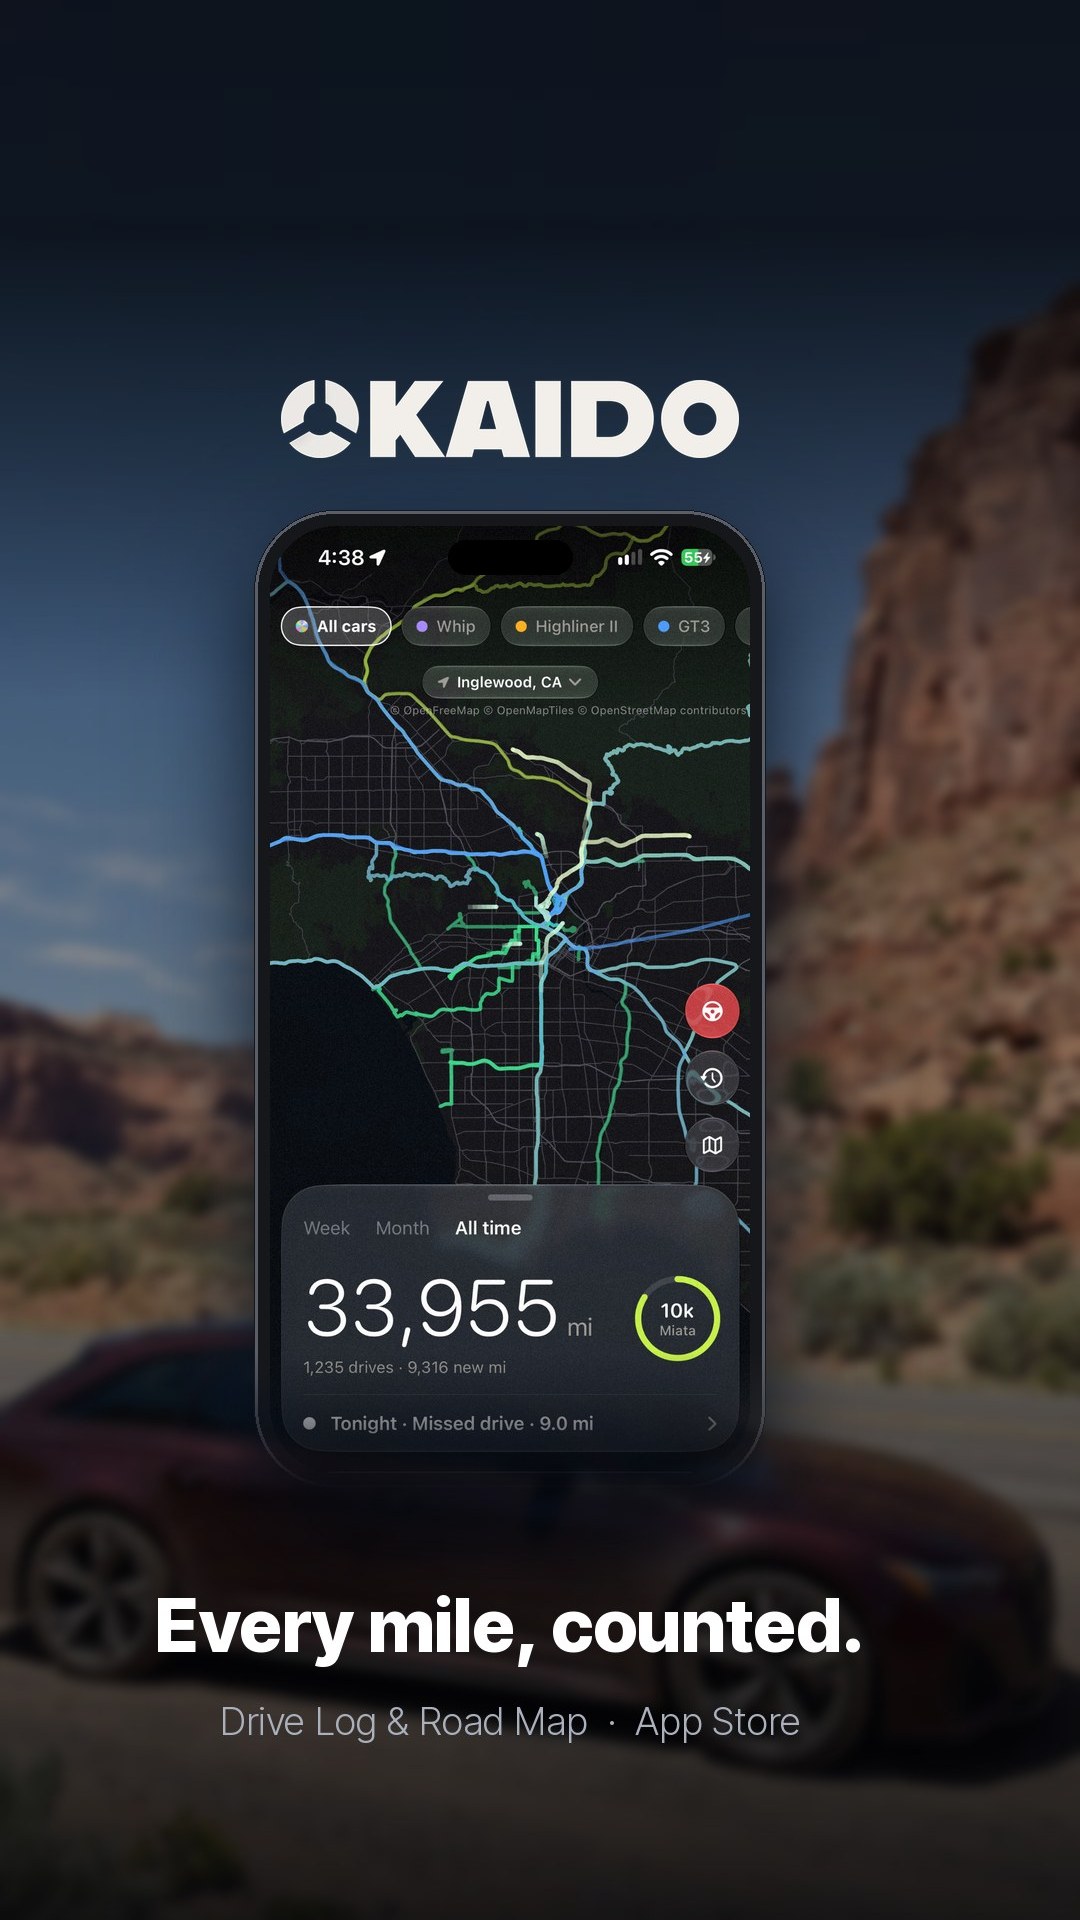 KAIDO
4:38
55
All cars
Whip
Highliner II
GT3
Inglewood, CA
© OpenFreeMap © OpenMapTiles © OpenStreetMap contributors
Week Month All time
33,955 mi
10k
Miata
1,235 drives · 9,316 new mi
Tonight · Missed drive · 9.0 mi
Every mile, counted.
Drive Log & Road Map · App Store